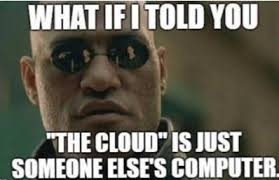 WHAT IF I TOLD YOU
"THE CLOUD" IS JUST
SOMEONE ELSE'S COMPUTER